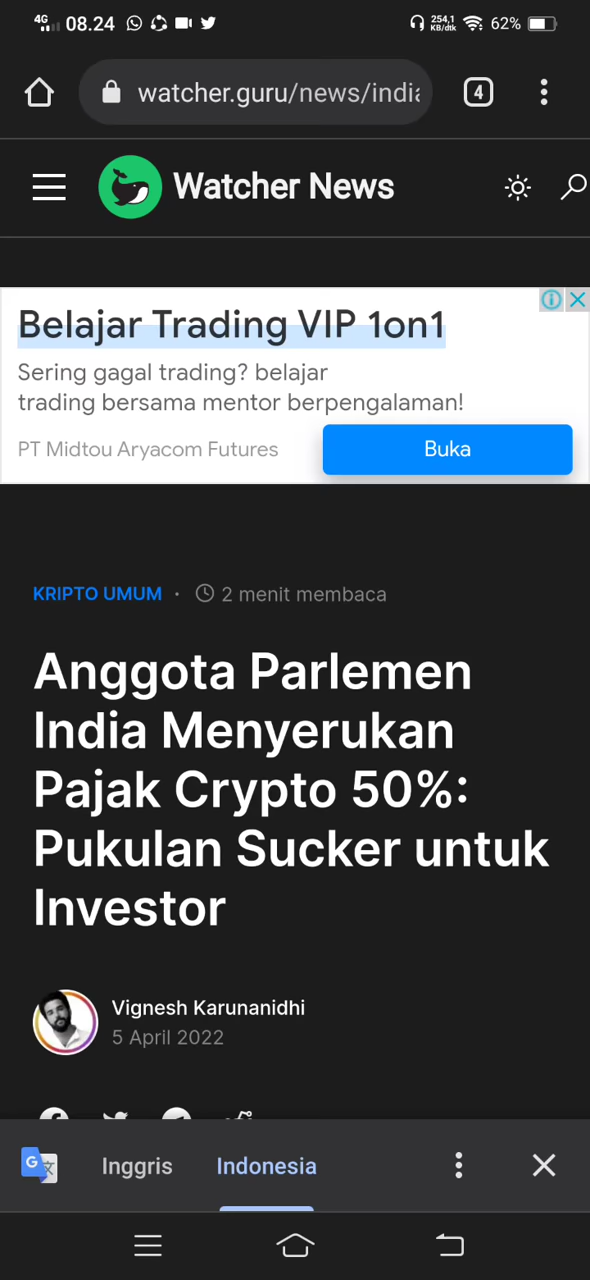 4G 08.24 254,1 KB/dtk 62%
watcher.guru/news/india 4
Watcher News
Belajar Trading VIP 1on1
Sering gagal trading? belajar
trading bersama mentor berpengalaman!
PT Midtou Aryacom Futures Buka
KRIPTO UMUM · 2 menit membaca
Anggota Parlemen
India Menyerukan
Pajak Crypto 50%:
Pukulan Sucker untuk
Investor
Vignesh Karunanidhi
5 April 2022
G 文 Inggris Indonesia